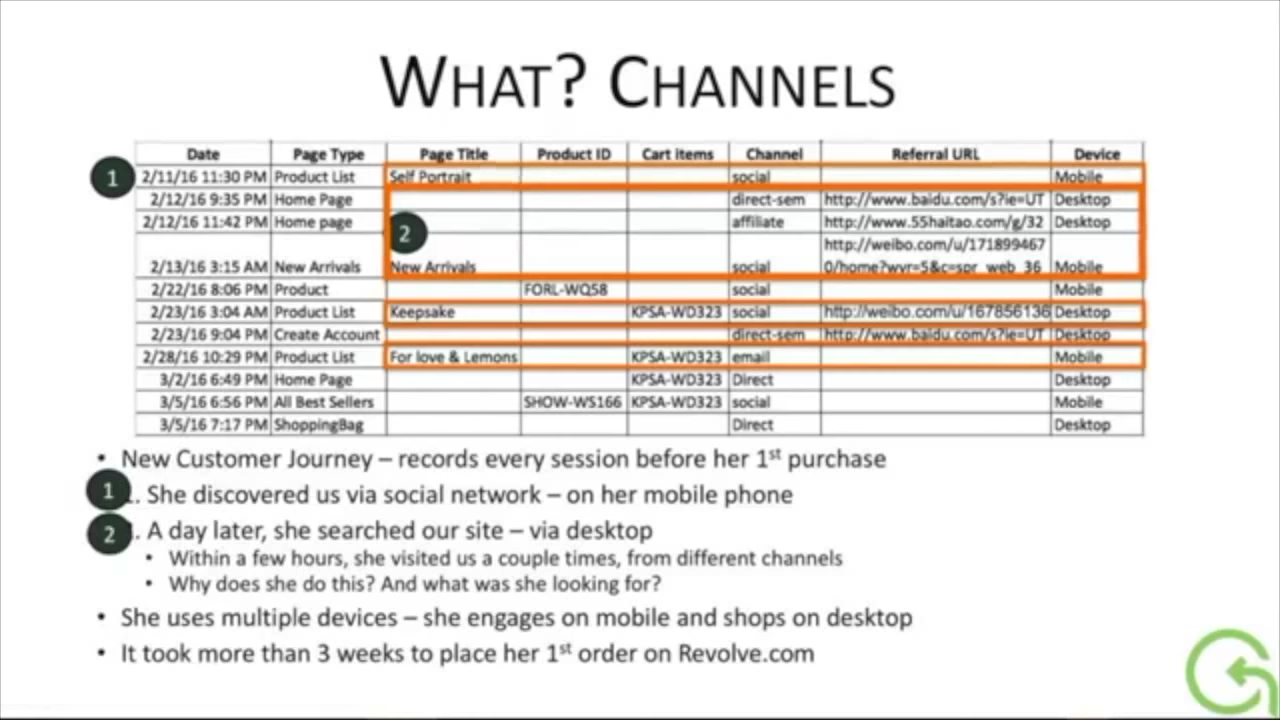 WHAT? CHANNELS
Date Page Type Page Title Product ID Cart items Channel Referral URL Device
1 2/11/16 11:30 PM Product List Self Portrait social Mobile
2/12/16 9:35 PM Home Page direct-sem http://www.baidu.com/s?ie=UT Desktop
2/12/16 11:42 PM Home page affiliate http://www.55haitao.com/g/32 Desktop
2
http://weibo.com/u/171899467
2/13/16 3:15 AM New Arrivals New Arrivals social 0/home?wvr=5&c=spr_web_36 Mobile
2/22/16 8:06 PM Product FORL-WQ58 social Mobile
2/23/16 3:04 AM Product List Keepsake KPSA-WD323 social http://weibo.com/u/167856136 Desktop
2/23/16 9:04 PM Create Account direct-sem http://www.baidu.com/s?ie=UT Desktop
2/28/16 10:29 PM Product List For love & Lemons KPSA-WD323 email Mobile
3/2/16 6:49 PM Home Page KPSA-WD323 Direct Desktop
3/5/16 6:56 PM All Best Sellers SHOW-WS166 KPSA-WD323 social Mobile
3/5/16 7:17 PM ShoppingBag Direct Desktop
• New Customer Journey – records every session before her 1st purchase
1 . She discovered us via social network – on her mobile phone
2 . A day later, she searched our site – via desktop
• Within a few hours, she visited us a couple times, from different channels
• Why does she do this? And what was she looking for?
• She uses multiple devices – she engages on mobile and shops on desktop
• It took more than 3 weeks to place her 1st order on Revolve.com